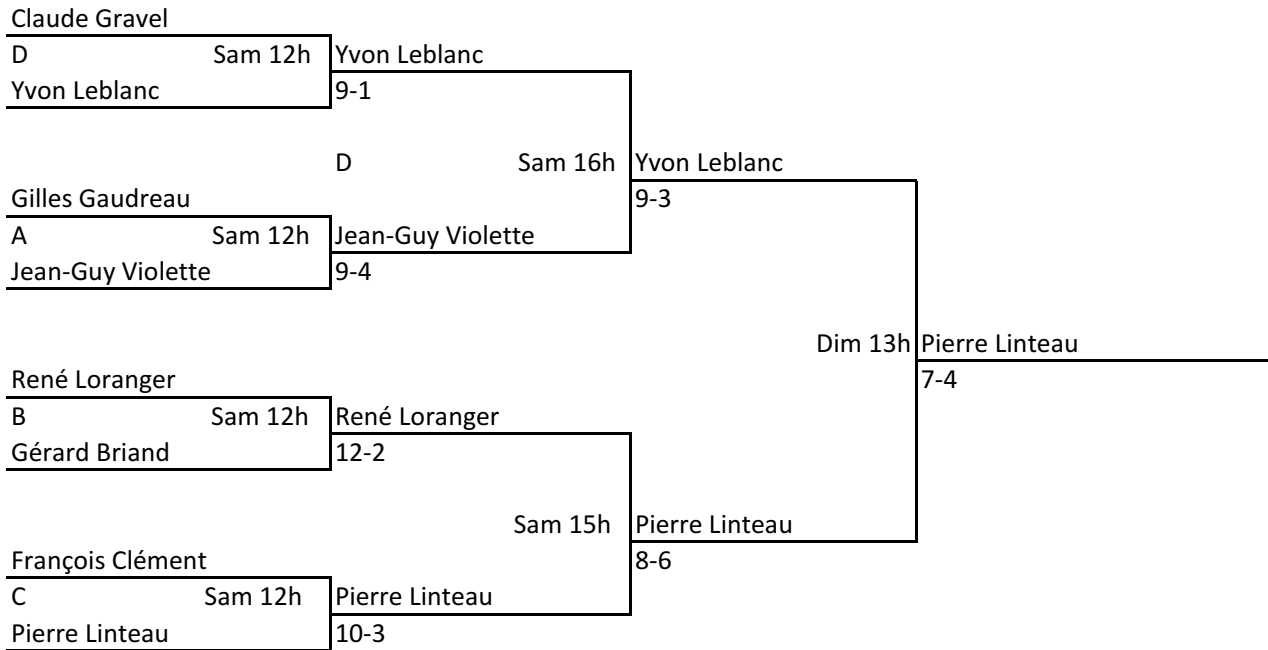 Claude Gravel
D Sam 12h Yvon Leblanc
Yvon Leblanc 9-1
D Sam 16h Yvon Leblanc
Gilles Gaudreau 9-3
A Sam 12h Jean-Guy Violette
Jean-Guy Violette 9-4
Dim 13h Pierre Linteau
René Loranger 7-4
B Sam 12h René Loranger
Gérard Briand 12-2
Sam 15h Pierre Linteau
François Clément 8-6
C Sam 12h Pierre Linteau
Pierre Linteau 10-3